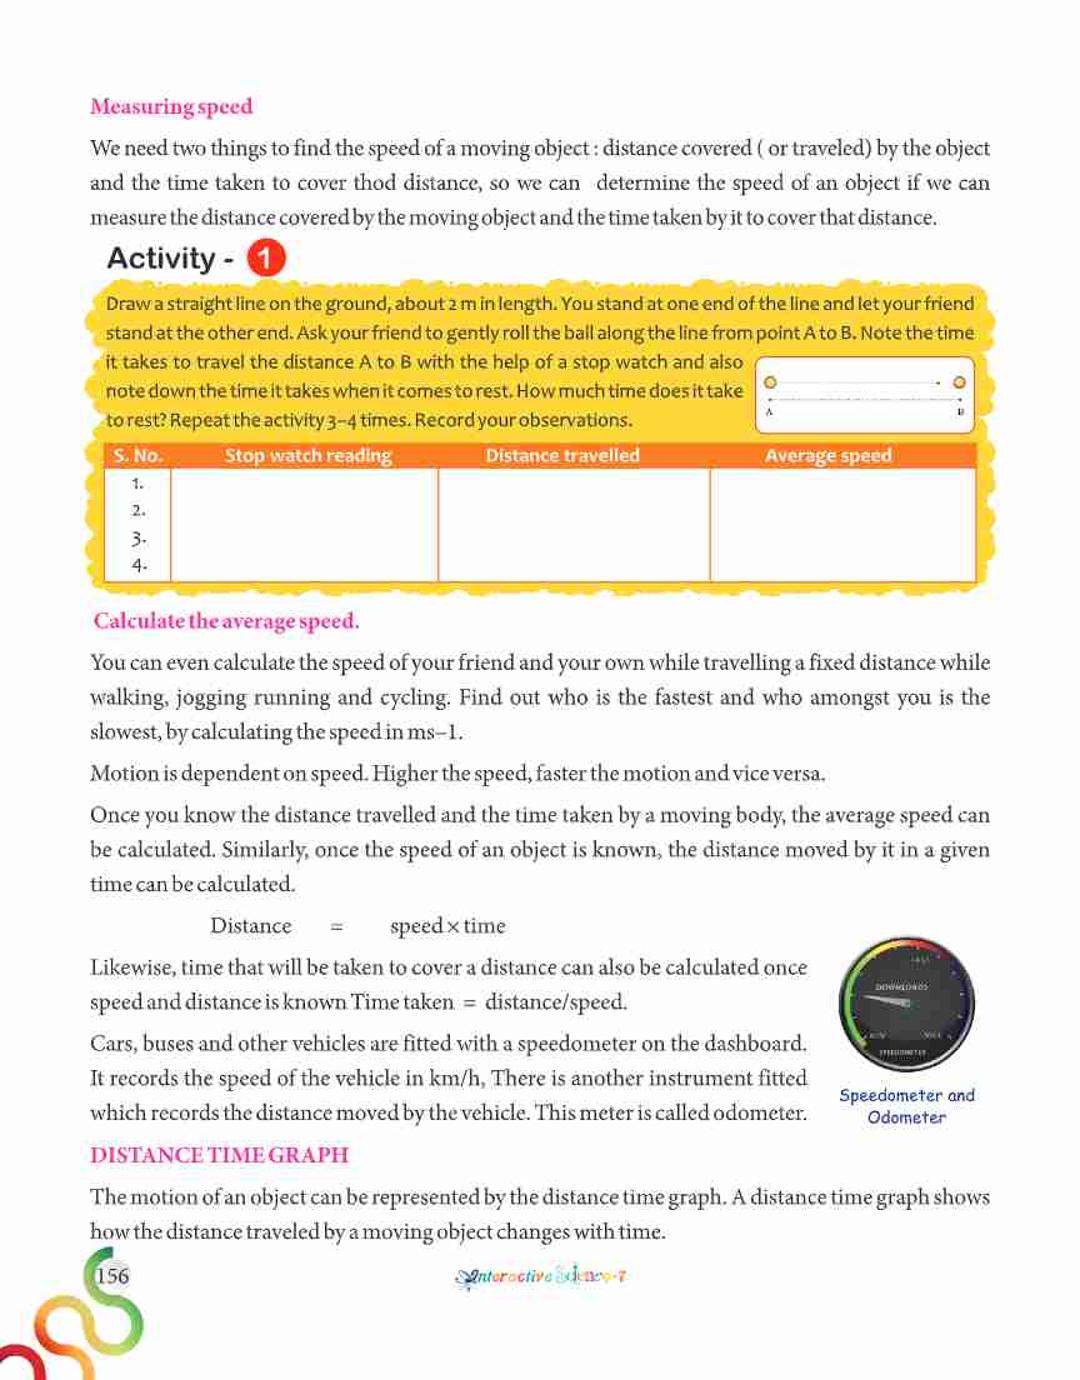 Measuring speed
We need two things to find the speed of a moving object : distance covered ( or traveled) by the object
and the time taken to cover thod distance, so we can determine the speed of an object if we can
measure the distance covered by the moving object and the time taken by it to cover that distance.
Activity - 1
Draw a straight line on the ground, about 2 m in length. You stand at one end of the line and let your friend
stand at the other end. Ask your friend to gently roll the ball along the line from point A to B. Note the time
it takes to travel the distance A to B with the help of a stop watch and also
note down the time it takes when it comes to rest. How much time does it take
to rest? Repeat the activity 3–4 times. Record your observations.
A B
S. No. Stop watch reading Distance travelled Average speed
1.
2.
3.
4.
Calculate the average speed.
You can even calculate the speed of your friend and your own while travelling a fixed distance while
walking, jogging running and cycling. Find out who is the fastest and who amongst you is the
slowest, by calculating the speed in ms–1.
Motion is dependent on speed. Higher the speed, faster the motion and vice versa.
Once you know the distance travelled and the time taken by a moving body, the average speed can
be calculated. Similarly, once the speed of an object is known, the distance moved by it in a given
time can be calculated.
Distance = speed × time
Likewise, time that will be taken to cover a distance can also be calculated once
speed and distance is known Time taken = distance/speed.
Cars, buses and other vehicles are fitted with a speedometer on the dashboard.
It records the speed of the vehicle in km/h, There is another instrument fitted
which records the distance moved by the vehicle. This meter is called odometer.
DOWNLOADS
SPEEDOMETER
Speedometer and
Odometer
DISTANCE TIME GRAPH
The motion of an object can be represented by the distance time graph. A distance time graph shows
how the distance traveled by a moving object changes with time.
156
Interactive Science-7